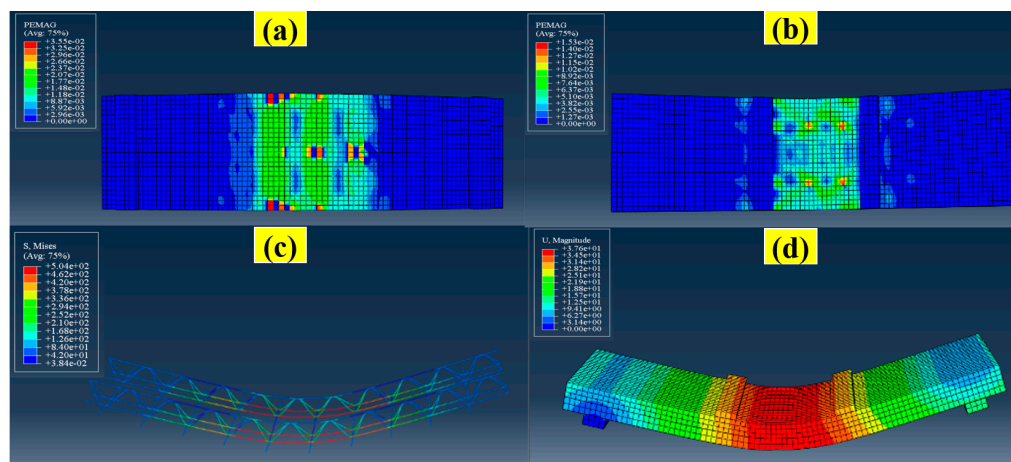 (a)
PEMAG
(Avg: 75%)
+3.55e-02
+3.25e-02
+2.96e-02
+2.66e-02
+2.37e-02
+2.07e-02
+1.77e-02
+1.48e-02
+1.18e-02
+8.87e-03
+5.92e-03
+2.96e-03
+0.00e+00
(b)
PEMAG
(Avg: 75%)
+1.53e-02
+1.40e-02
+1.27e-02
+1.15e-02
+1.02e-02
+8.92e-03
+7.64e-03
+6.37e-03
+5.10e-03
+3.82e-03
+2.55e-03
+1.27e-03
+0.00e+00
(c)
S, Mises
(Avg: 75%)
+5.04e+02
+4.62e+02
+4.20e+02
+3.78e+02
+3.36e+02
+2.94e+02
+2.52e+02
+2.10e+02
+1.68e+02
+1.26e+02
+8.40e+01
+4.20e+01
+3.84e-02
(d)
U, Magnitude
+3.76e+01
+3.45e+01
+3.14e+01
+2.82e+01
+2.51e+01
+2.19e+01
+1.88e+01
+1.57e+01
+1.25e+01
+9.41e+00
+6.27e+00
+3.14e+00
+0.00e+00